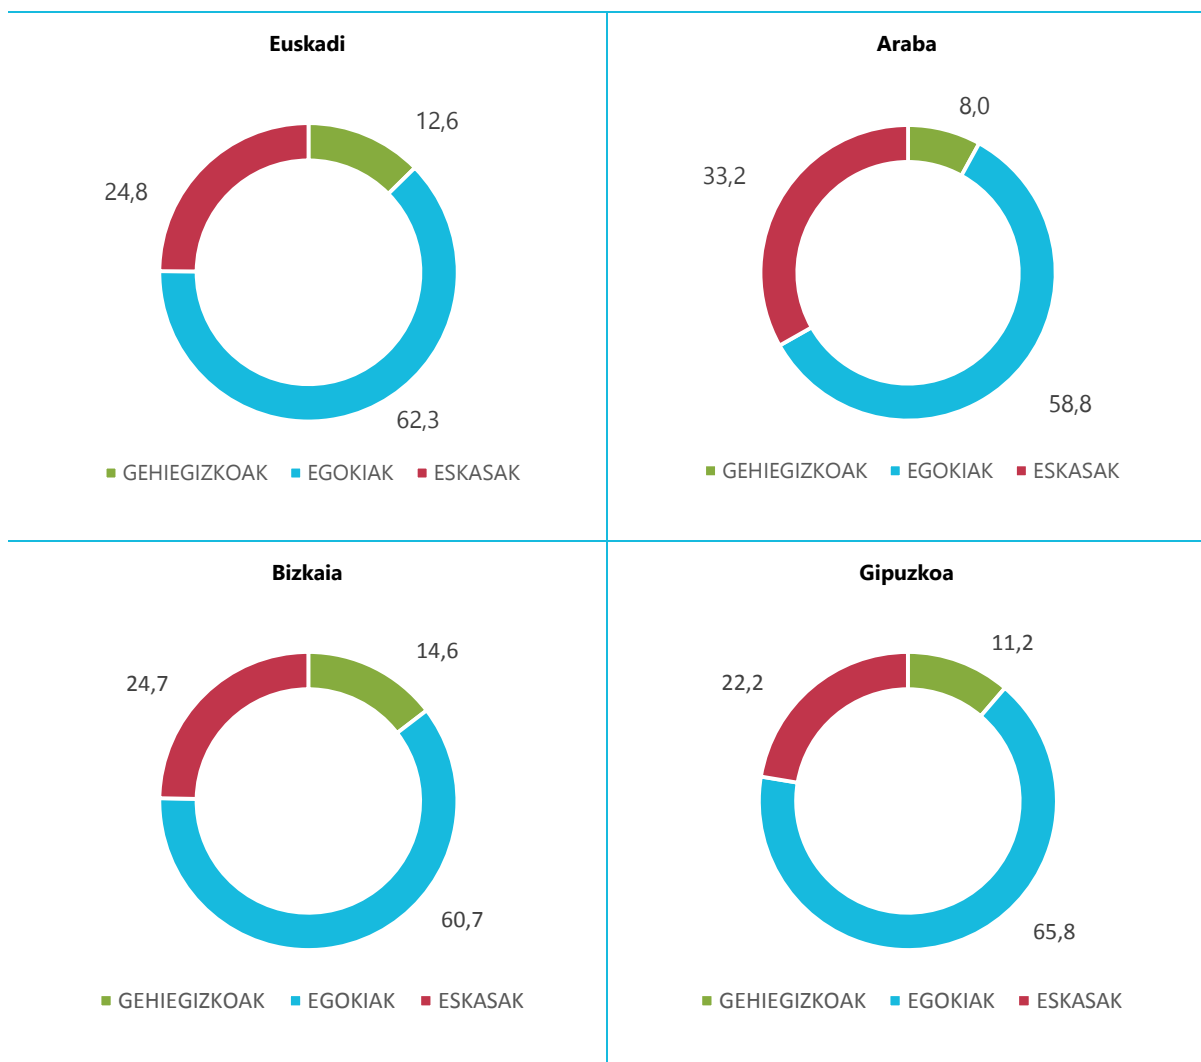 Euskadi
12,6
24,8
62,3
GEHIEGIZKOAK EGOKIAK ESKASAK
Araba
8,0
33,2
58,8
GEHIEGIZKOAK EGOKIAK ESKASAK
Bizkaia
14,6
24,7
60,7
GEHIEGIZKOAK EGOKIAK ESKASAK
Gipuzkoa
11,2
22,2
65,8
GEHIEGIZKOAK EGOKIAK ESKASAK